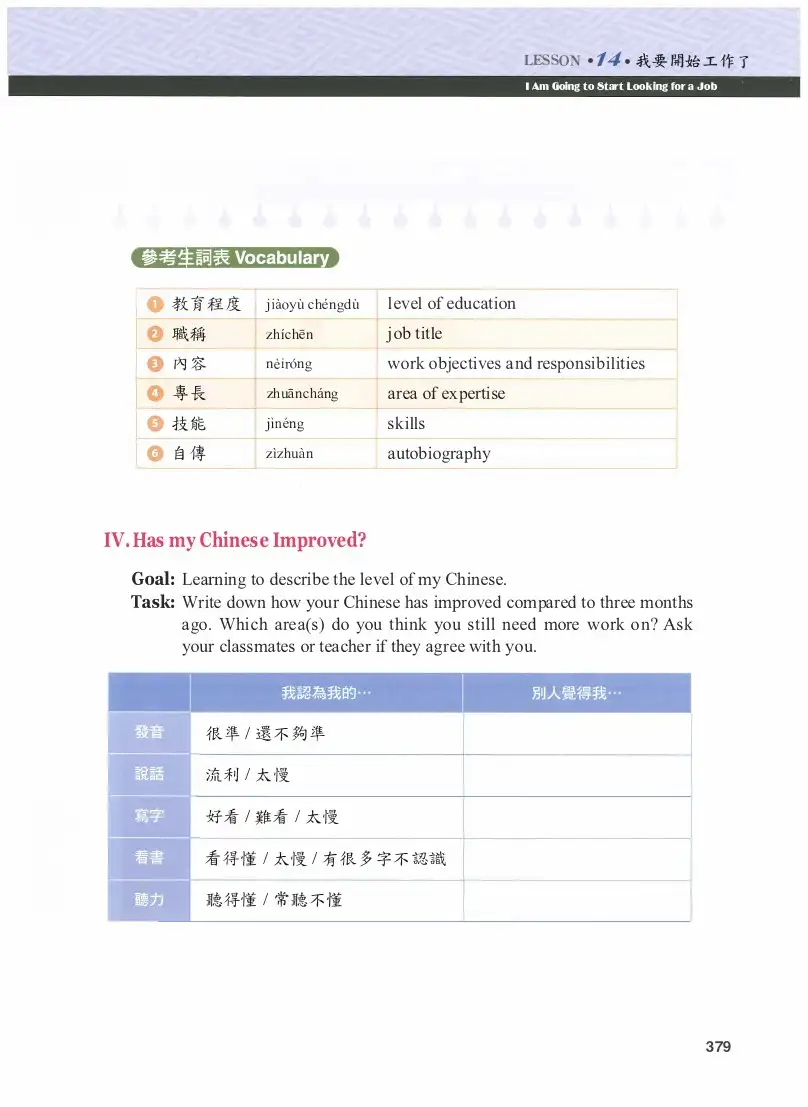 LESSON •14• 我要開始工作了
I Am Going to Start Looking for a Job
參考生詞表 Vocabulary
1 教育程度 jiàoyù chéngdù level of education
2 職稱 zhíchēn job title
3 內容 nèiróng work objectives and responsibilities
4 專長 zhuāncháng area of expertise
5 技能 jìnéng skills
6 自傳 zìzhuàn autobiography
IV. Has my Chinese Improved?
Goal: Learning to describe the level of my Chinese.
Task: Write down how your Chinese has improved compared to three months
ago. Which area(s) do you think you still need more work on? Ask
your classmates or teacher if they agree with you.
我認為我的⋯ 別人覺得我⋯
發音 很準 / 還不夠準
說話 流利 / 太慢
寫字 好看 / 難看 / 太慢
看書 看得懂 / 太慢 / 有很多字不認識
聽力 聽得懂 / 常聽不懂
379